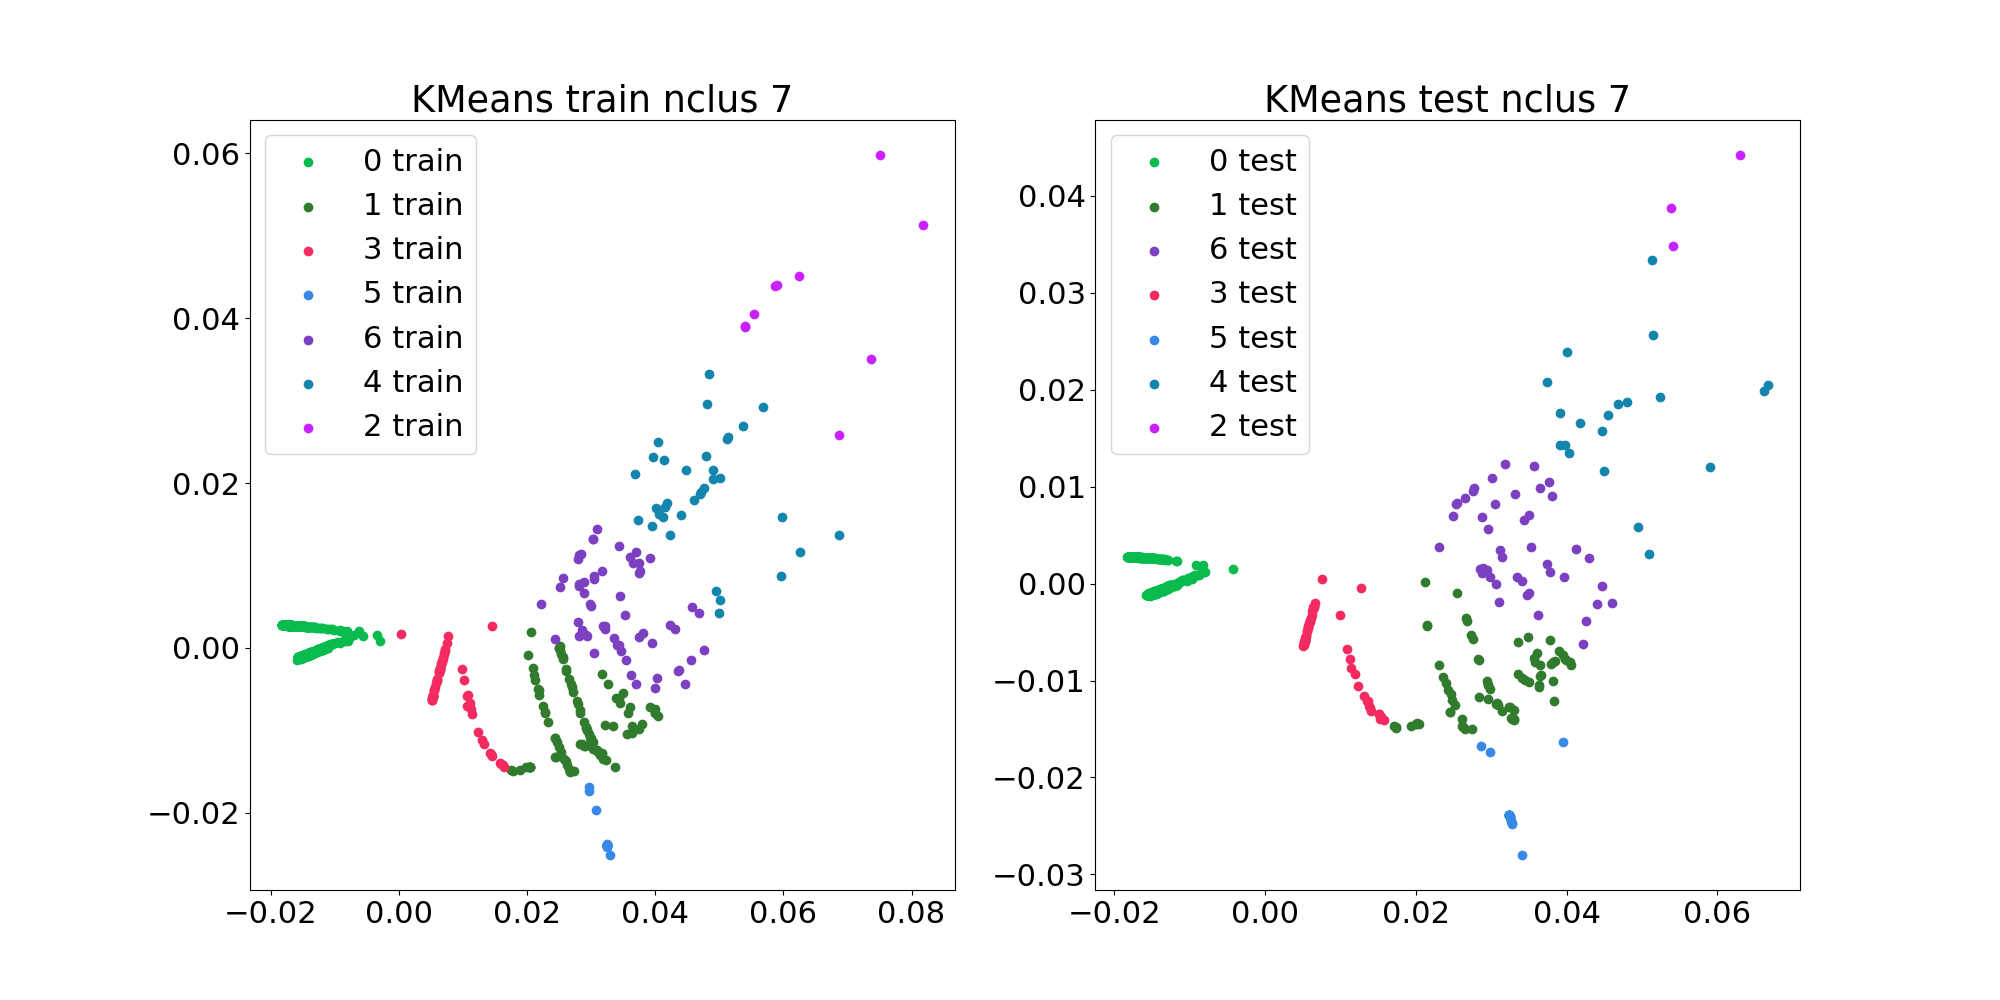 KMeans train nclus 7
0.06
0.04
0.02
0.00
−0.02
0 train
1 train
3 train
5 train
6 train
4 train
2 train
−0.02 0.00 0.02 0.04 0.06 0.08
KMeans test nclus 7
0.04
0.03
0.02
0.01
0.00
−0.01
−0.02
−0.03
0 test
1 test
6 test
3 test
5 test
4 test
2 test
−0.02 0.00 0.02 0.04 0.06